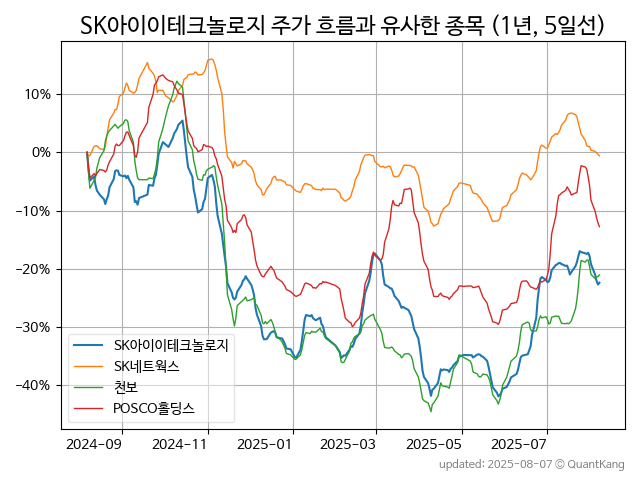 SK아이이테크놀로지 주가 흐름과 유사한 종목 (1년, 5일선)
10%
0%
−10%
−20%
−30%
−40%
SK아이이테크놀로지
SK네트웍스
천보
POSCO홀딩스
2024-09
2024-11
2025-01
2025-03
2025-05
2025-07
updated: 2025-08-07 © QuantKang